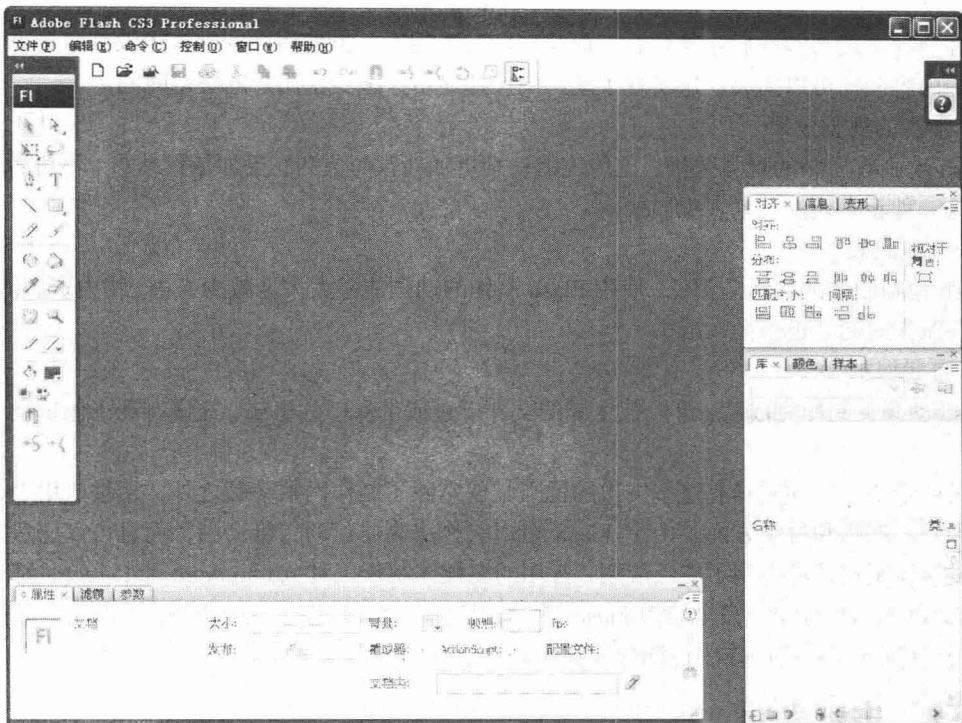 Fl Adobe Flash CS3 Professional
文件(F) 编辑(E) 命令(C) 控制(O) 窗口(W) 帮助(H)
Fl
T
对齐 × 信息 变形
对齐:
相对于
舞台:
分布:
匹配大小: 间隔:
库 × 颜色 样本
名称 类
属性 × 滤镜 参数
Fl 文档 大小: 背景: 帧频: fps
发布: 播放器: ActionScript: 配置文件:
文档类: